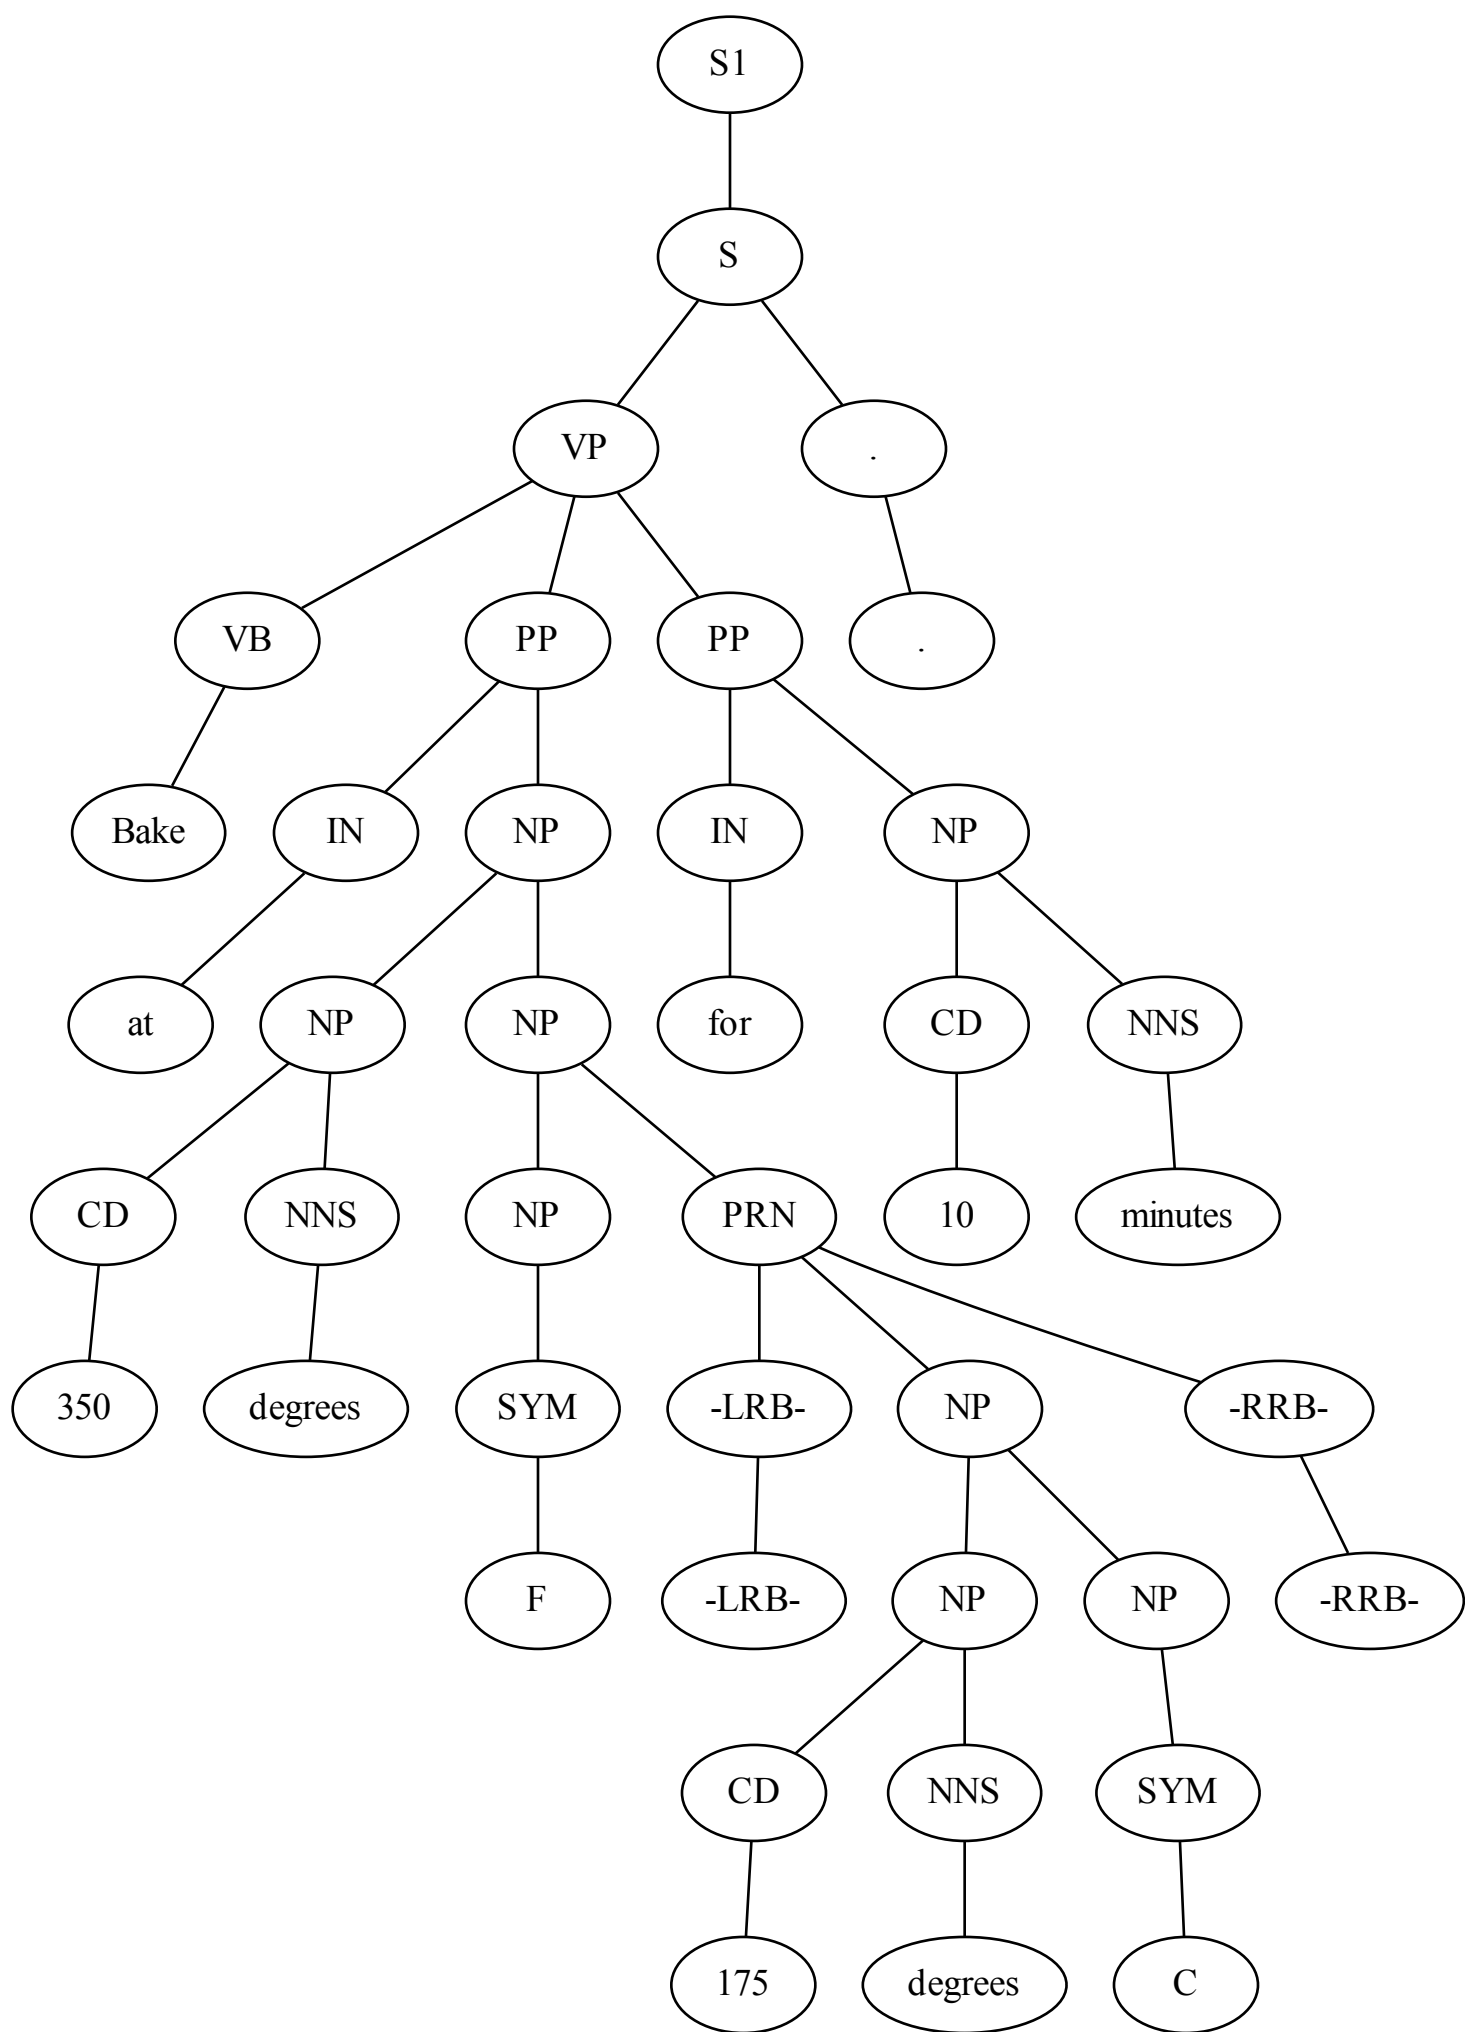 S1
S
VP .
VB PP PP .
Bake IN NP IN NP
at NP NP for CD NNS
CD NNS NP PRN 10 minutes
350 degrees SYM -LRB- NP -RRB-
F -LRB- NP NP -RRB-
CD NNS SYM
175 degrees C